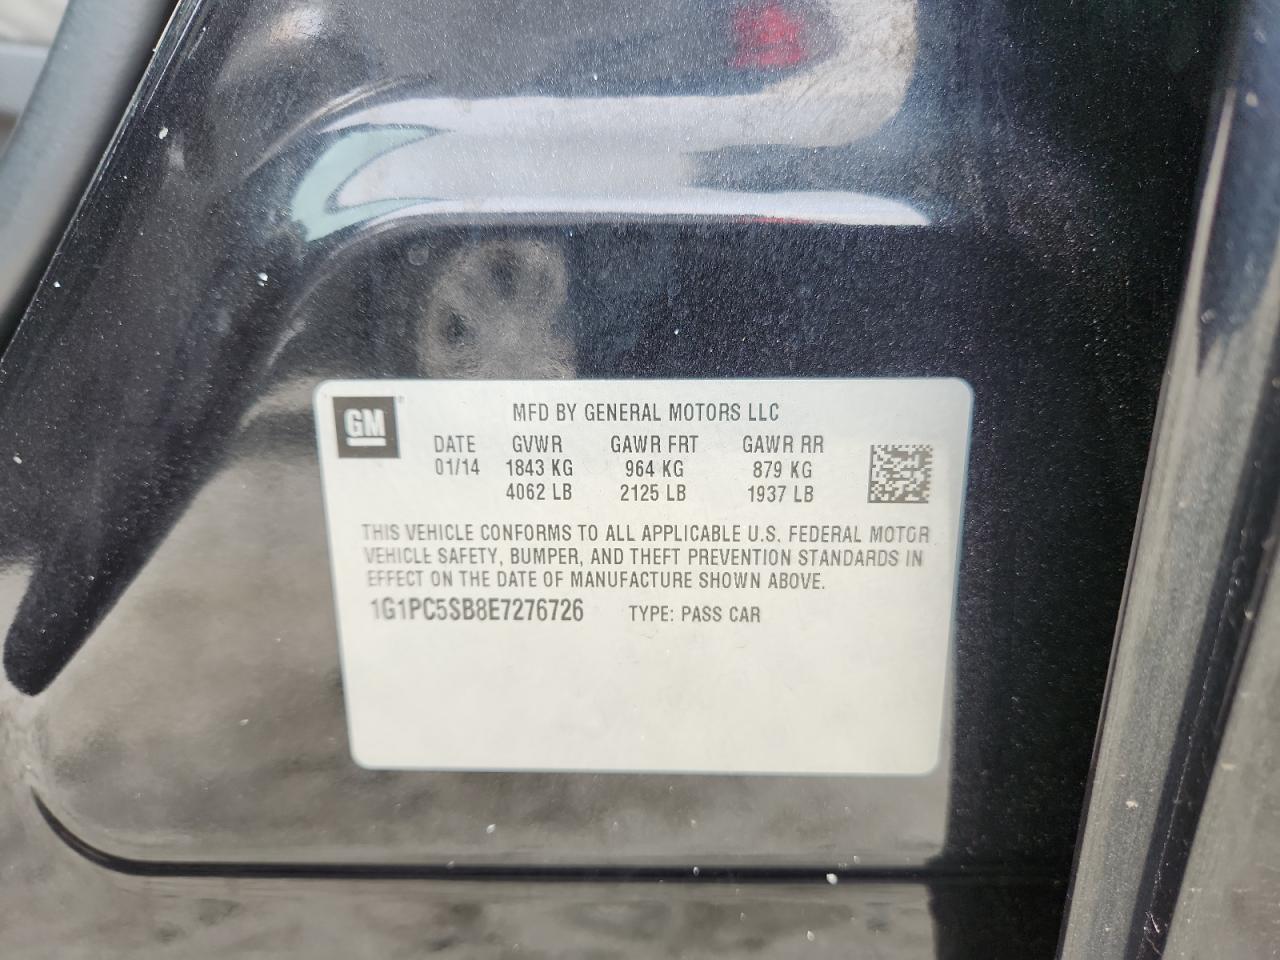 GM
MFD BY GENERAL MOTORS LLC
DATE GVWR GAWR FRT GAWR RR
01/14 1843 KG 964 KG 879 KG
4062 LB 2125 LB 1937 LB
THIS VEHICLE CONFORMS TO ALL APPLICABLE U.S. FEDERAL MOTOR
VEHICLE SAFETY, BUMPER, AND THEFT PREVENTION STANDARDS IN
EFFECT ON THE DATE OF MANUFACTURE SHOWN ABOVE.
1G1PC5SB8E7276726 TYPE: PASS CAR